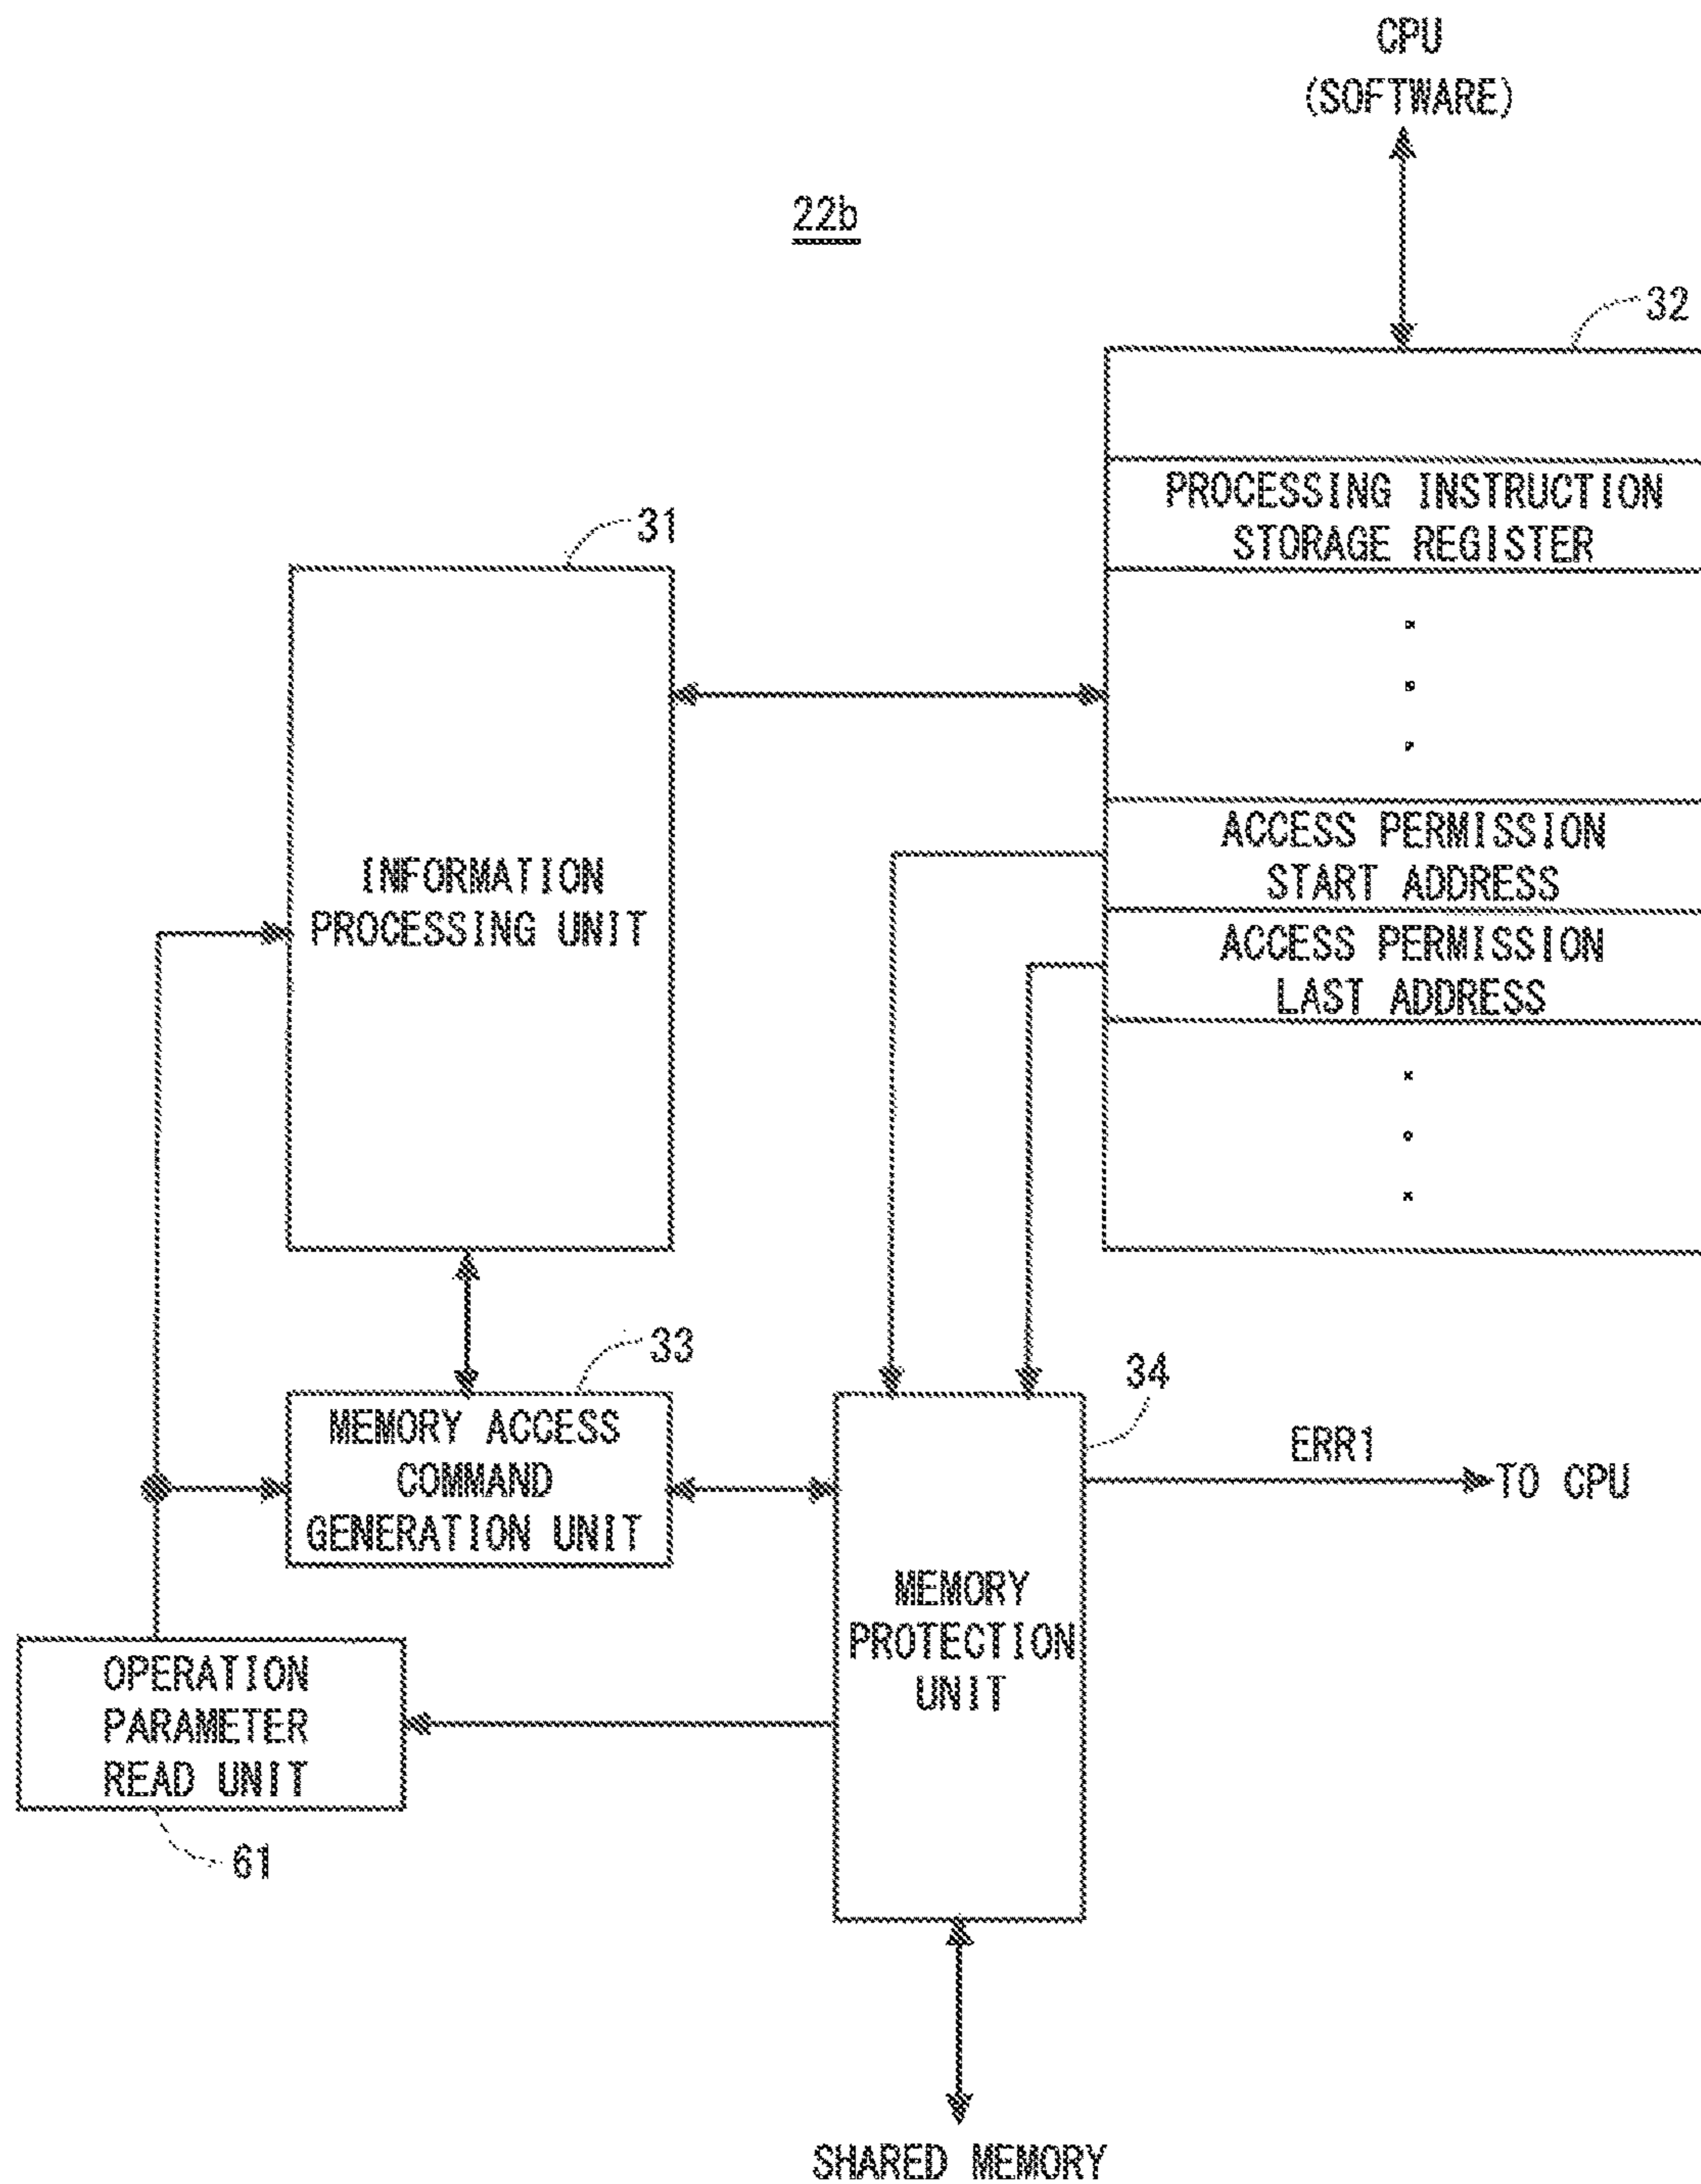 CPU
(SOFTWARE)
22b
32
PROCESSING INSTRUCTION
STORAGE REGISTER
31
ACCESS PERMISSION
START ADDRESS
INFORMATION
PROCESSING UNIT
ACCESS PERMISSION
LAST ADDRESS
33
34
MEMORY ACCESS
COMMAND
GENERATION UNIT
ERR1
TO CPU
MEMORY
PROTECTION
UNIT
OPERATION
PARAMETER
READ UNIT
61
SHARED MEMORY